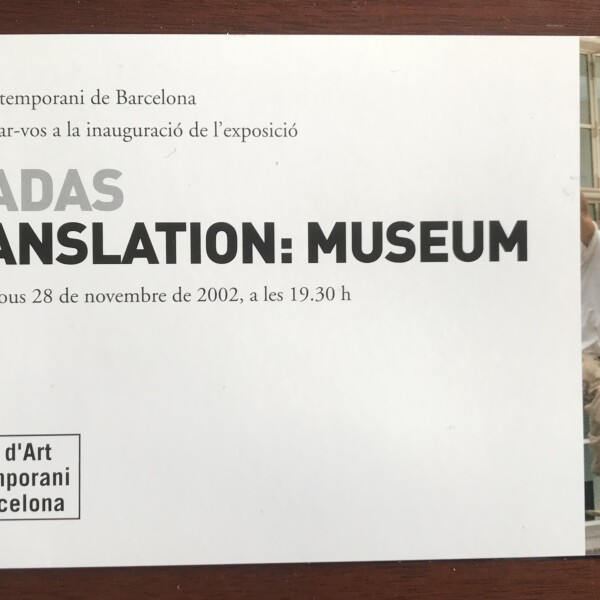 temporani de Barcelona
ar-vos a la inauguració de l'exposició
ADAS
ANSLATION: MUSEUM
ous 28 de novembre de 2002, a les 19.30 h
d'Art
mporani
celona